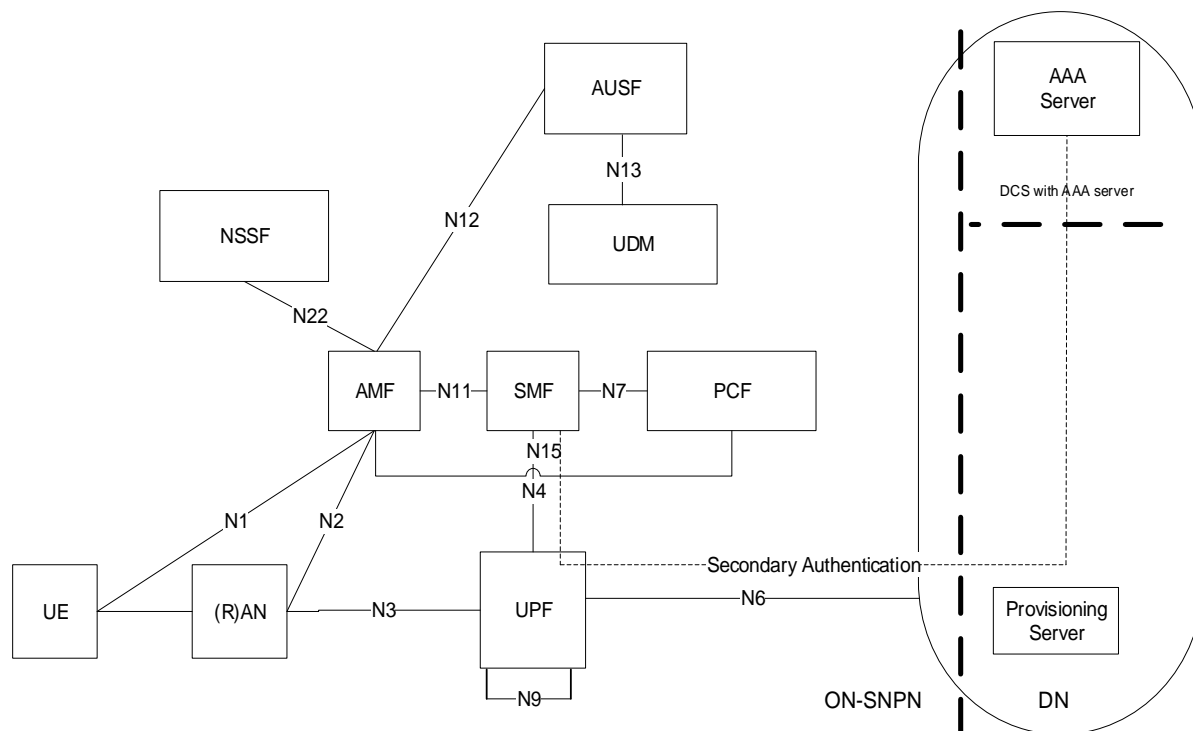 AAA
Server
AUSF
N13
DCS with AAA server
N12
NSSF
UDM
N22
AMF
N11
SMF
N7
PCF
N15
N4
N1
N2
Secondary Authentication
UE
(R)AN
N3
UPF
N6
Provisioning
Server
N9
ON-SNPN
DN